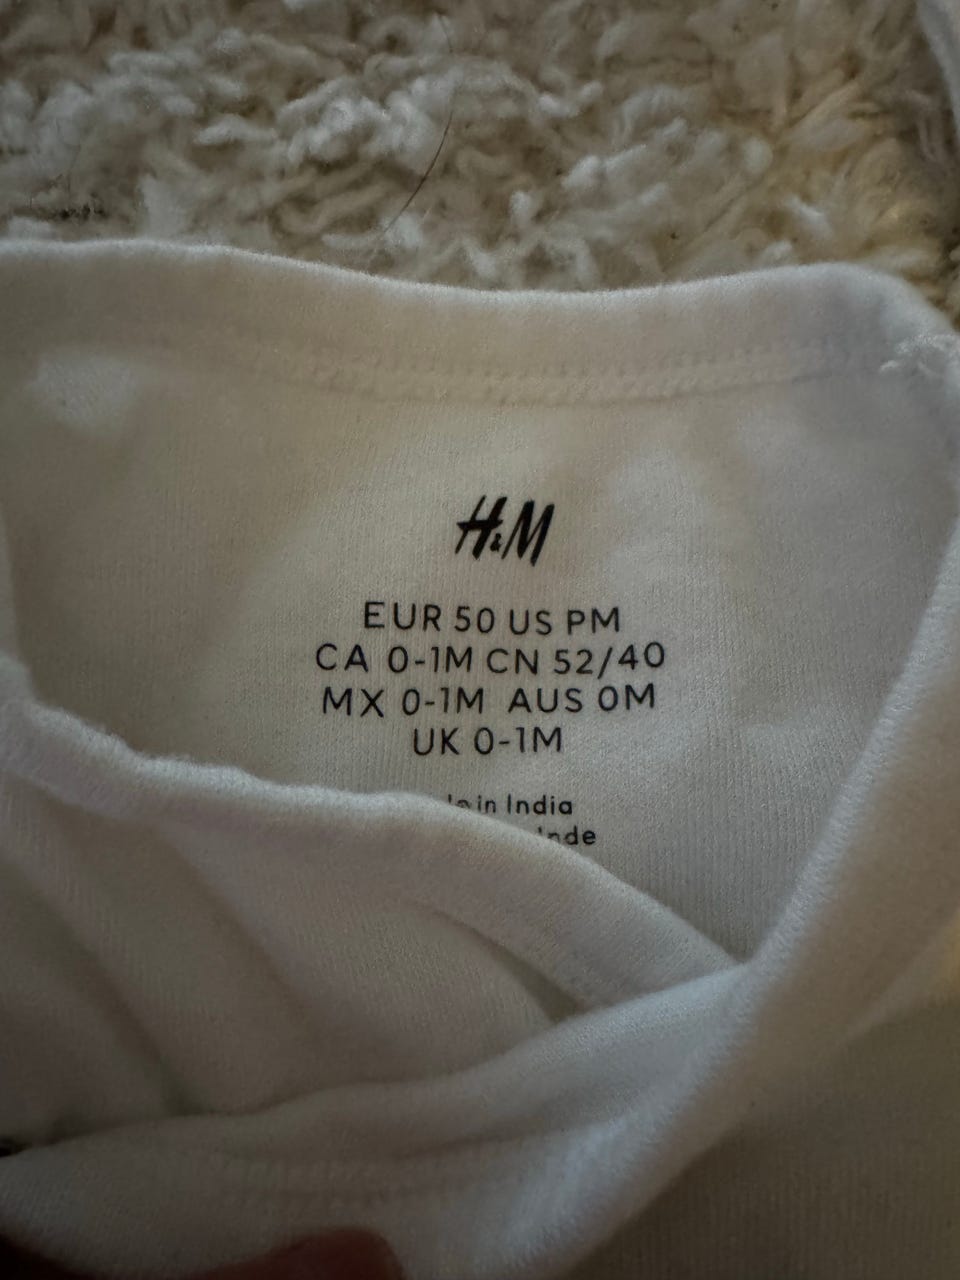 H&M
EUR 50 US PM
CA 0-1M CN 52/40
MX 0-1M AUS 0M
UK 0-1M
in India
Inde